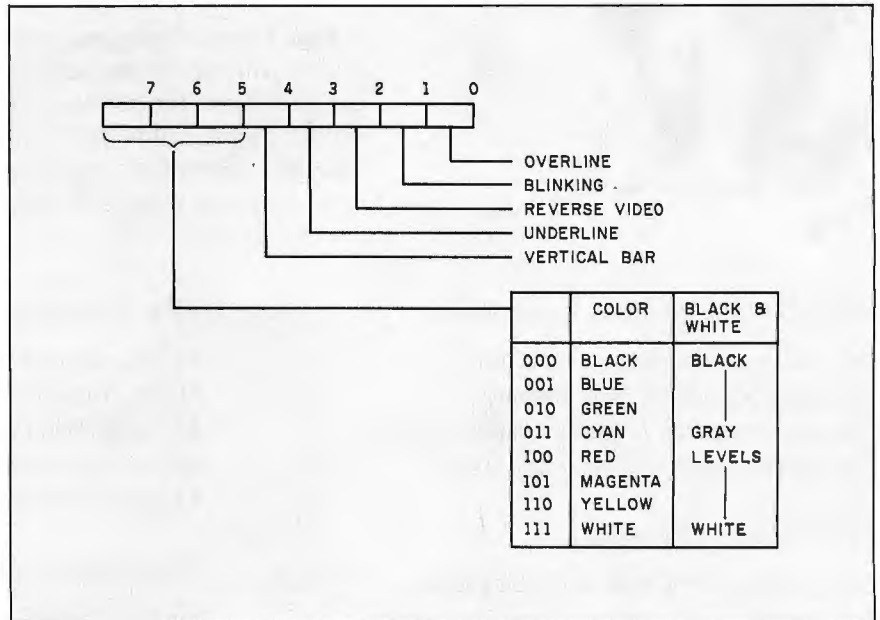 7 6 5 4 3 2 1 0
OVERLINE
BLINKING
REVERSE VIDEO
UNDERLINE
VERTICAL BAR
COLOR BLACK &
WHITE
000 BLACK BLACK
001 BLUE
010 GREEN
011 CYAN GRAY
100 RED LEVELS
101 MAGENTA
110 YELLOW
111 WHITE WHITE